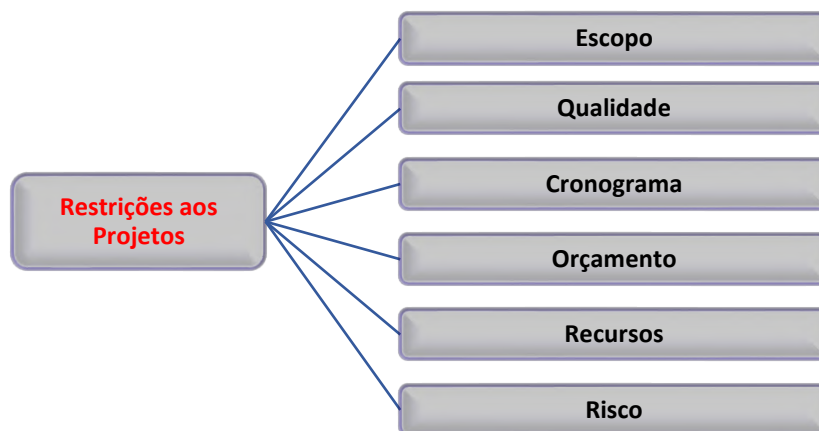 Restrições aos
Projetos
Escopo
Qualidade
Cronograma
Orçamento
Recursos
Risco